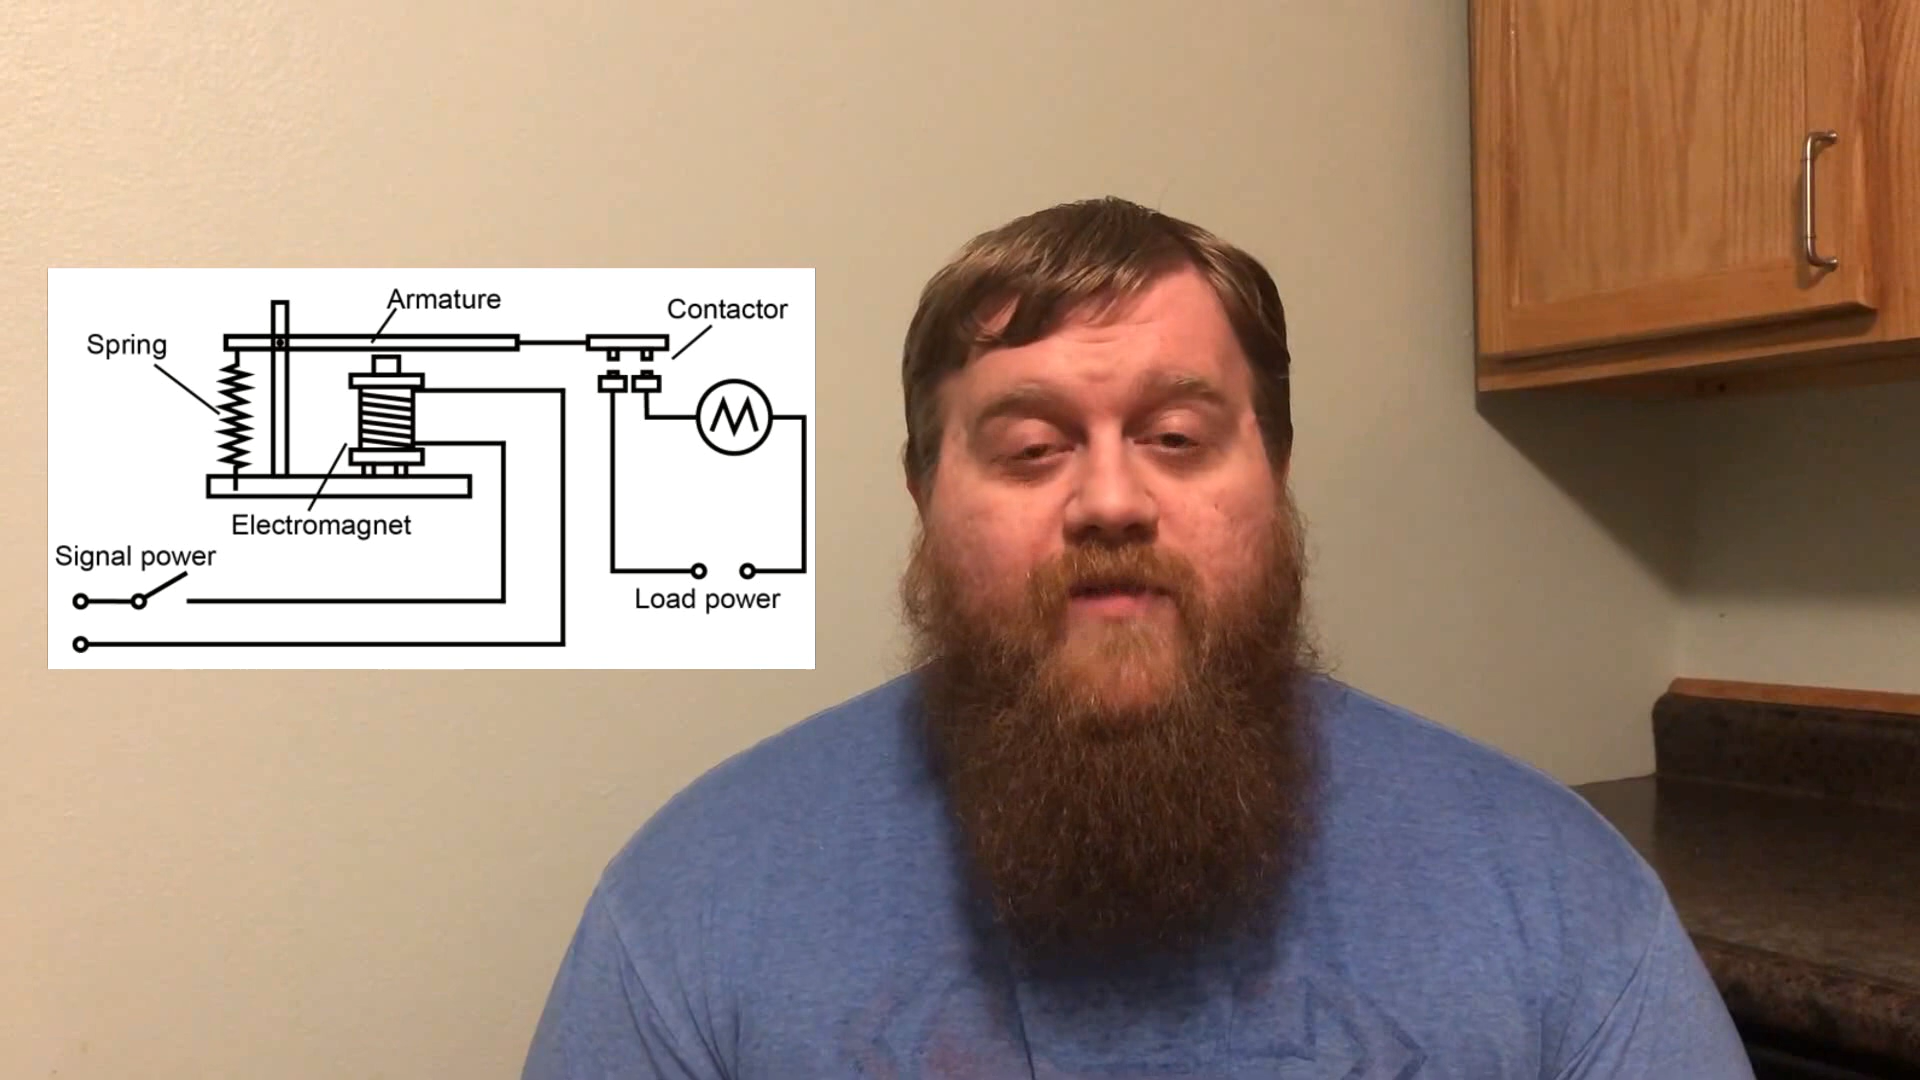 Armature
Contactor
Spring
Electromagnet
Signal power
Load power